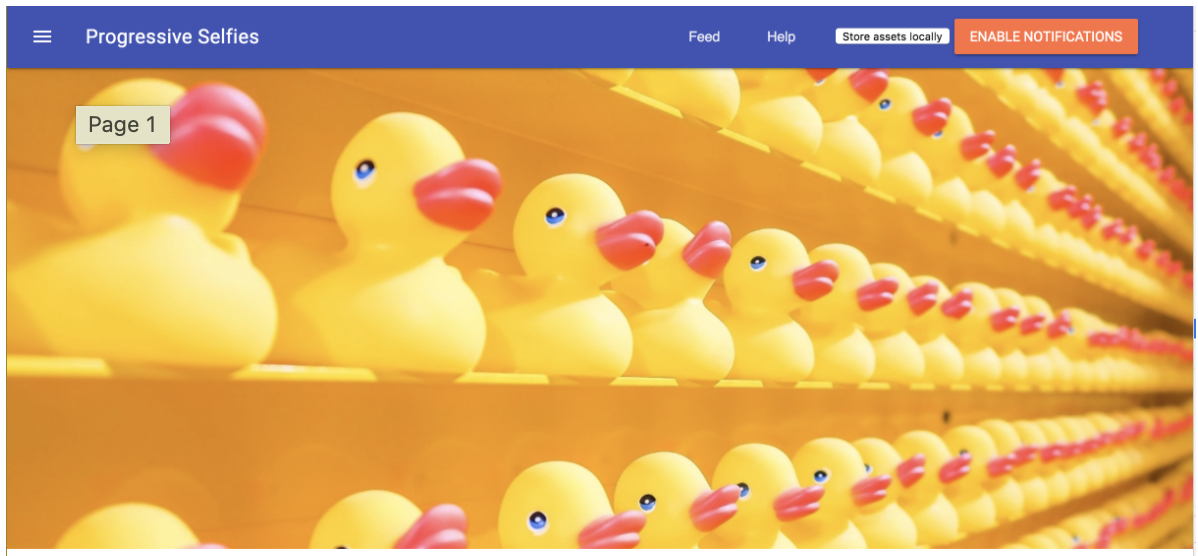 Progressive Selfies
Feed
Help
Store assets locally
ENABLE NOTIFICATIONS
Page 1